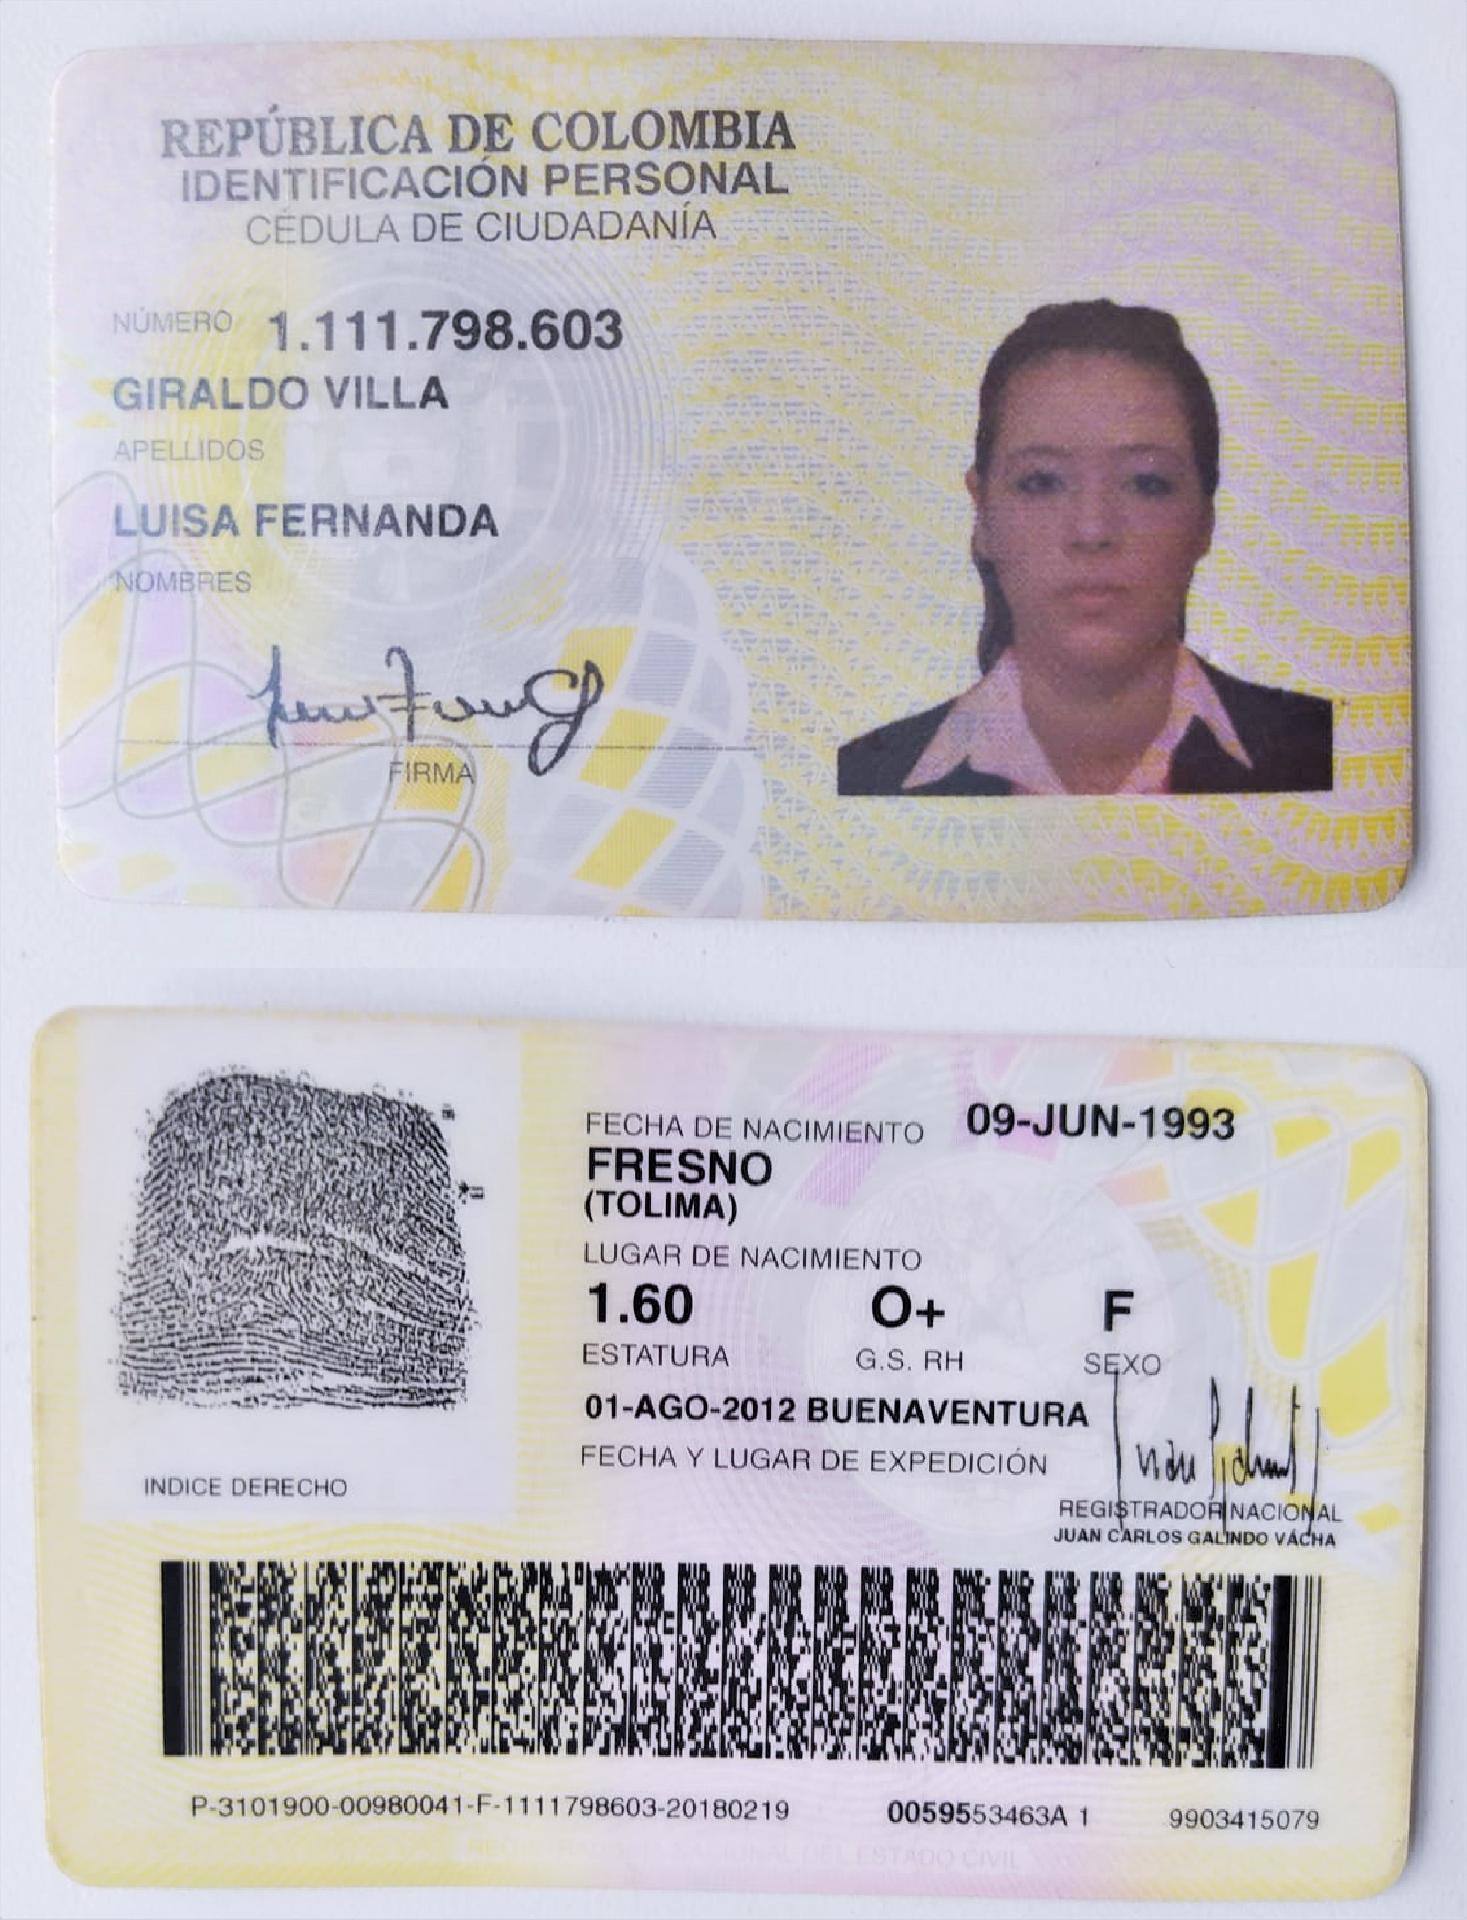 REPÚBLICA DE COLOMBIA
IDENTIFICACIÓN PERSONAL
CÉDULA DE CIUDADANÍA
NÚMERO 1.111.798.603
GIRALDO VILLA
APELLIDOS
LUISA FERNANDA
NOMBRES
FIRMA
FECHA DE NACIMIENTO 09-JUN-1993
FRESNO
(TOLIMA)
LUGAR DE NACIMIENTO
1.60 O+ F
ESTATURA G.S. RH SEXO
01-AGO-2012 BUENAVENTURA
FECHA Y LUGAR DE EXPEDICIÓN
INDICE DERECHO
REGISTRADOR NACIONAL
JUAN CARLOS GALINDO VÁCHA
P-3101900-00980041-F-1111798603-20180219 0059553463A 1 9903415079